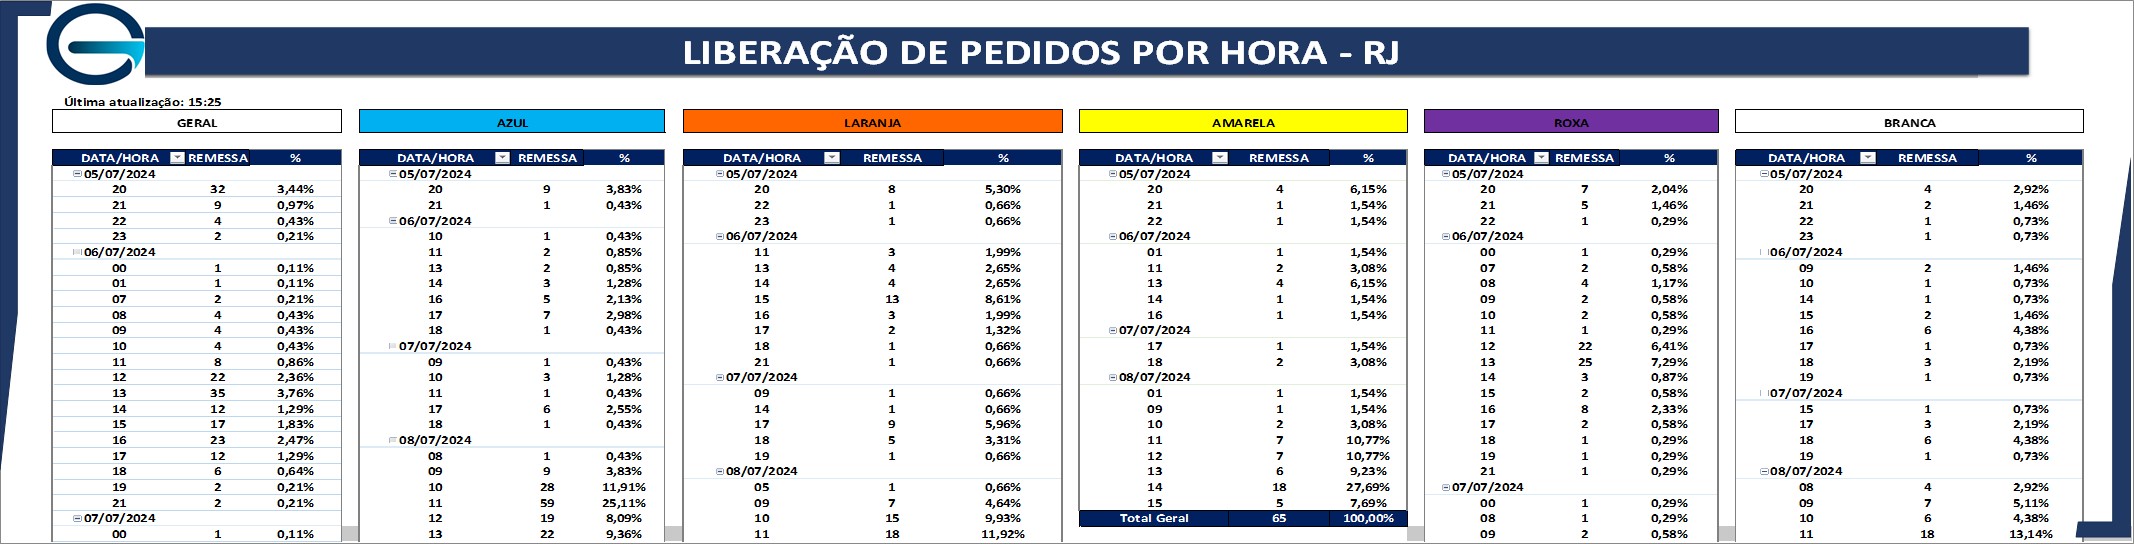 LIBERAÇÃO DE PEDIDOS POR HORA - RJ
Última atualização: 15:25
GERAL
DATA/HORA REMESSA %
05/07/2024
20 32 3,44%
21 9 0,97%
22 4 0,43%
23 2 0,21%
06/07/2024
00 1 0,11%
01 1 0,11%
07 2 0,21%
08 4 0,43%
09 4 0,43%
10 4 0,43%
11 8 0,86%
12 22 2,36%
13 35 3,76%
14 12 1,29%
15 17 1,83%
16 23 2,47%
17 12 1,29%
18 6 0,64%
19 2 0,21%
21 2 0,21%
07/07/2024
00 1 0,11%
AZUL
DATA/HORA REMESSA %
05/07/2024
20 9 3,83%
21 1 0,43%
06/07/2024
10 1 0,43%
11 2 0,85%
13 2 0,85%
14 3 1,28%
16 5 2,13%
17 7 2,98%
18 1 0,43%
07/07/2024
09 1 0,43%
10 3 1,28%
11 1 0,43%
17 6 2,55%
18 1 0,43%
08/07/2024
08 1 0,43%
09 9 3,83%
10 28 11,91%
11 59 25,11%
12 19 8,09%
13 22 9,36%
LARANJA
DATA/HORA REMESSA %
05/07/2024
20 8 5,30%
22 1 0,66%
23 1 0,66%
06/07/2024
11 3 1,99%
13 4 2,65%
14 4 2,65%
15 13 8,61%
16 3 1,99%
17 2 1,32%
18 1 0,66%
21 1 0,66%
07/07/2024
09 1 0,66%
14 1 0,66%
17 9 5,96%
18 5 3,31%
19 1 0,66%
08/07/2024
05 1 0,66%
09 7 4,64%
10 15 9,93%
11 18 11,92%
AMARELA
DATA/HORA REMESSA %
05/07/2024
20 4 6,15%
21 1 1,54%
22 1 1,54%
06/07/2024
01 1 1,54%
11 2 3,08%
13 4 6,15%
14 1 1,54%
16 1 1,54%
07/07/2024
17 1 1,54%
18 2 3,08%
08/07/2024
01 1 1,54%
09 1 1,54%
10 2 3,08%
11 7 10,77%
12 7 10,77%
13 6 9,23%
14 18 27,69%
15 5 7,69%
Total Geral 65 100,00%
ROXA
DATA/HORA REMESSA %
05/07/2024
20 7 2,04%
21 5 1,46%
22 1 0,29%
06/07/2024
00 1 0,29%
07 2 0,58%
08 4 1,17%
09 2 0,58%
10 2 0,58%
11 1 0,29%
12 22 6,41%
13 25 7,29%
14 3 0,87%
15 2 0,58%
16 8 2,33%
17 2 0,58%
18 1 0,29%
19 1 0,29%
21 1 0,29%
07/07/2024
00 1 0,29%
08 1 0,29%
09 2 0,58%
BRANCA
DATA/HORA REMESSA %
05/07/2024
20 4 2,92%
21 2 1,46%
22 1 0,73%
23 1 0,73%
06/07/2024
09 2 1,46%
10 1 0,73%
14 1 0,73%
15 2 1,46%
16 6 4,38%
17 1 0,73%
18 3 2,19%
19 1 0,73%
07/07/2024
15 1 0,73%
17 3 2,19%
18 6 4,38%
19 1 0,73%
08/07/2024
08 4 2,92%
09 7 5,11%
10 6 4,38%
11 18 13,14%